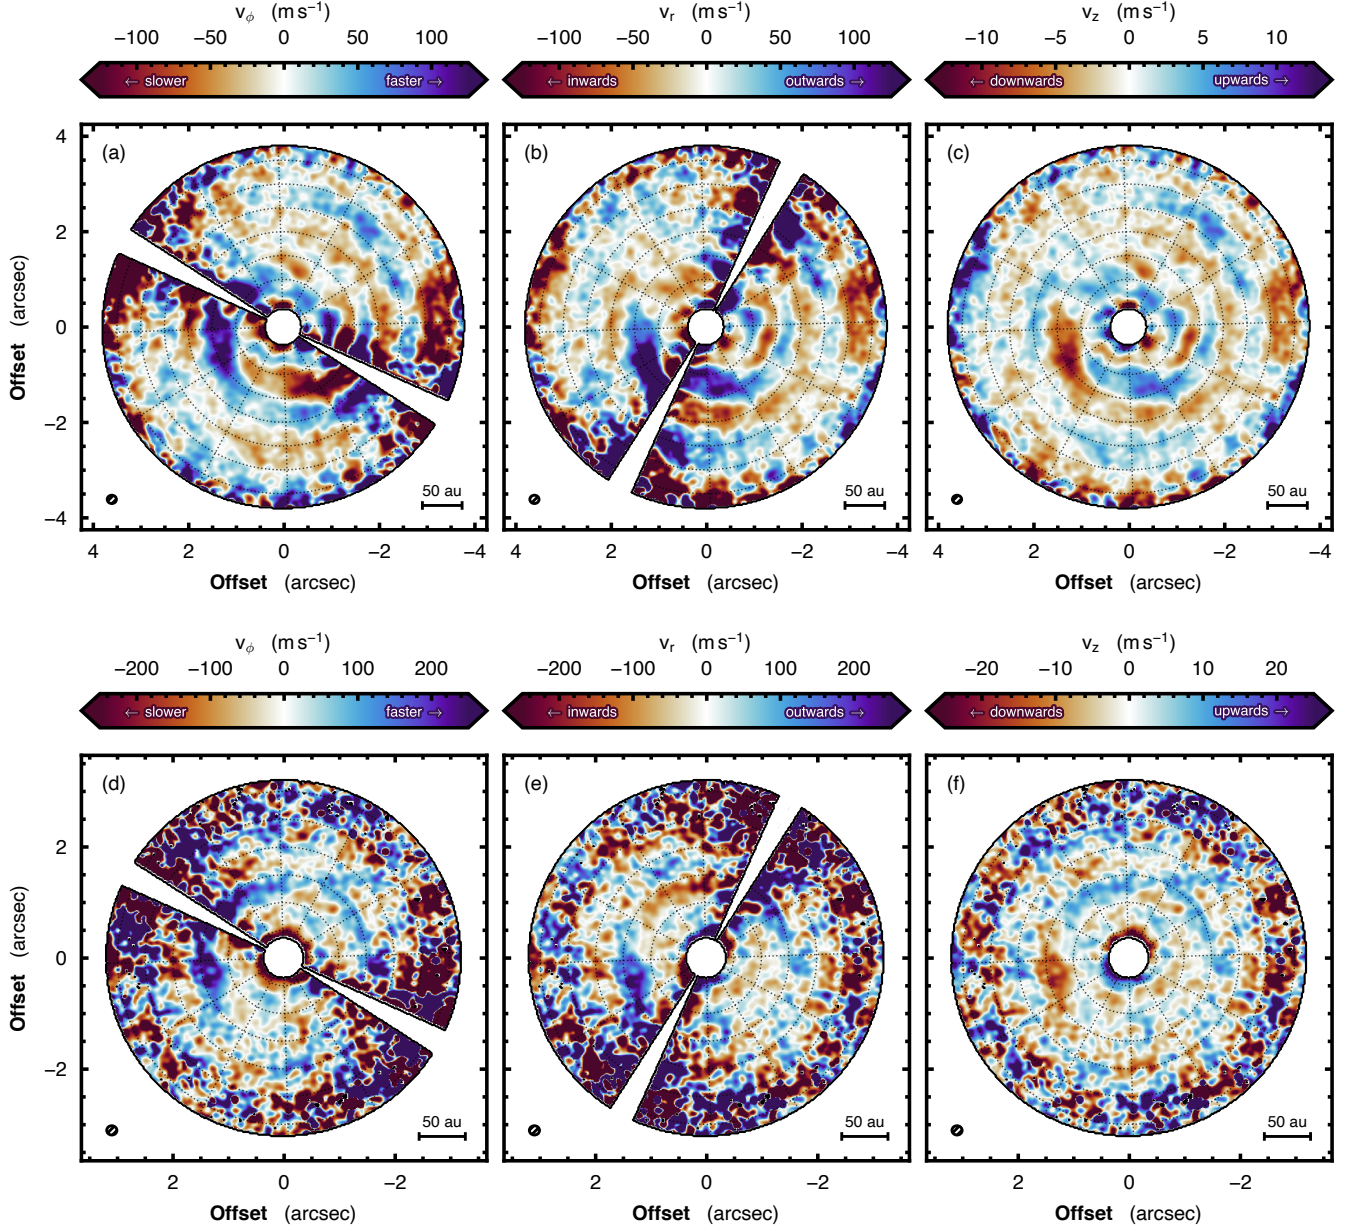 v_ϕ (m s⁻¹) v_r (m s⁻¹) v_z (m s⁻¹)
−100 −50 0 50 100 −100 −50 0 50 100 −10 −5 0 5 10
← slower faster → ← inwards outwards → ← downwards upwards →
(a) (b) (c)
4
2
0
−2
−4
Offset (arcsec)
50 au 50 au 50 au
4 2 0 −2 −4 4 2 0 −2 −4 4 2 0 −2 −4
Offset (arcsec) Offset (arcsec) Offset (arcsec)
v_ϕ (m s⁻¹) v_r (m s⁻¹) v_z (m s⁻¹)
−200 −100 0 100 200 −200 −100 0 100 200 −20 −10 0 10 20
← slower faster → ← inwards outwards → ← downwards upwards →
(d) (e) (f)
2
0
−2
Offset (arcsec)
50 au 50 au 50 au
2 0 −2 2 0 −2 2 0 −2
Offset (arcsec) Offset (arcsec) Offset (arcsec)